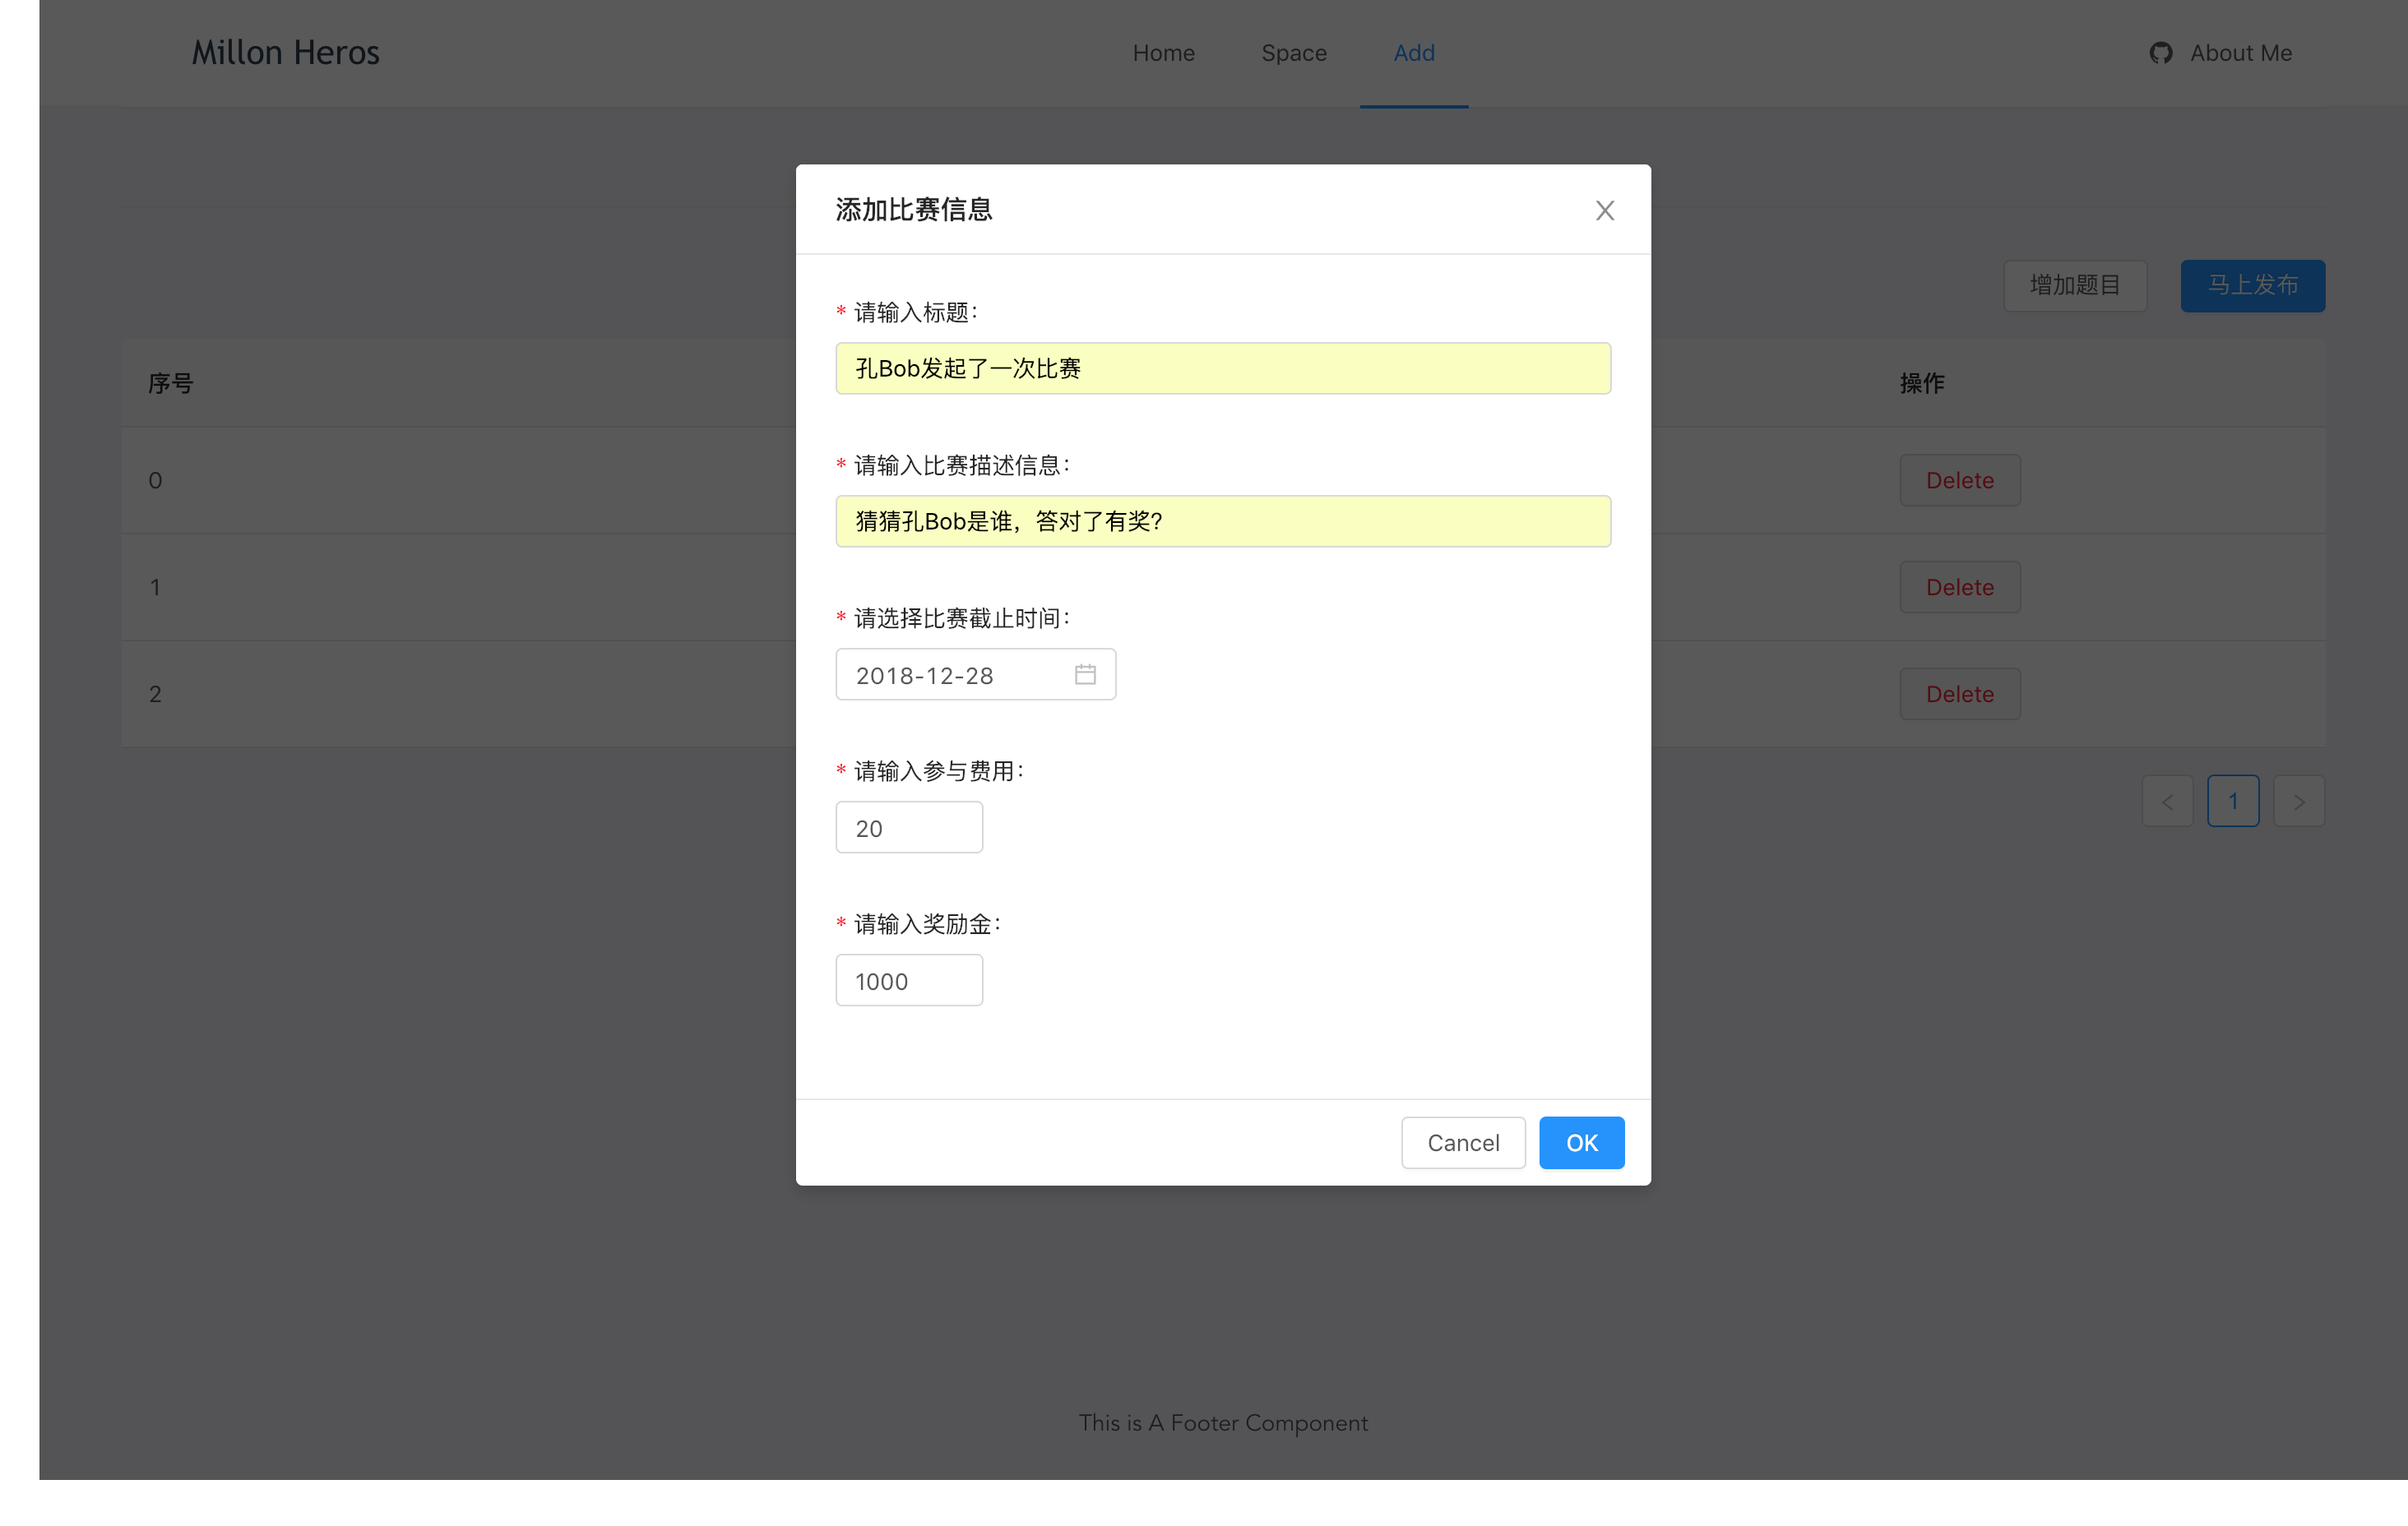 Millon Heros
Home Space Add
About Me
添加比赛信息
X
增加题目 马上发布
* 请输入标题:
孔Bob发起了一次比赛
序号 操作
* 请输入比赛描述信息:
0 Delete
猜猜孔Bob是谁，答对了有奖?
1 Delete
* 请选择比赛截止时间:
2018-12-28
2 Delete
* 请输入参与费用:
< 1 >
20
* 请输入奖励金:
1000
Cancel OK
This is A Footer Component